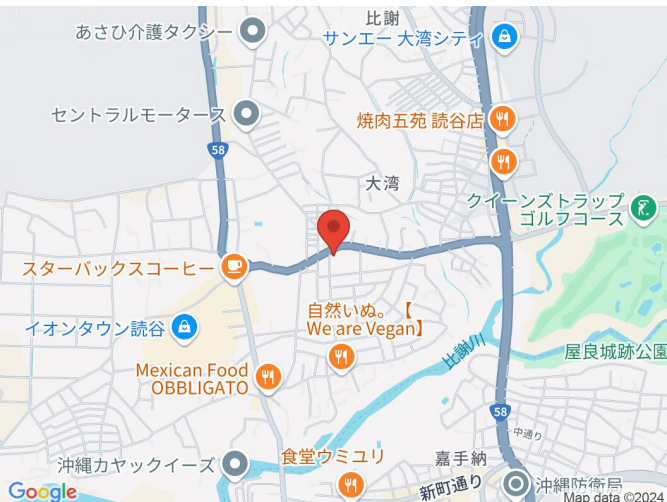 比謝
あさひ介護タクシー
サンエー 大湾シティ
セントラルモータース
焼肉五苑 読谷店
58
大湾
クイーンズトラップ
ゴルフコース
スターバックスコーヒー
自然いぬ。【
We are Vegan】
イオンタウン読谷
比謝川
屋良城跡公園
Mexican Food
OBBLIGATO
58
中通り
沖縄カヤックイーズ
食堂ウミユリ
嘉手納
新町通り
沖縄防衛局
Google
Map data ©2024